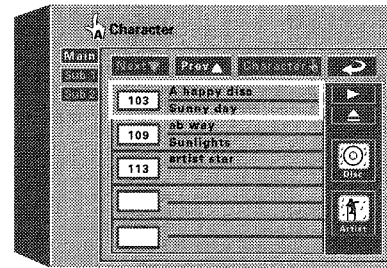 A Character
Main
Sub 1
Sub 2
Next Prev Character
103 A happy disc
Sunny day
109 ab way
Sunlights
113 artist star
Disc
A
Artist